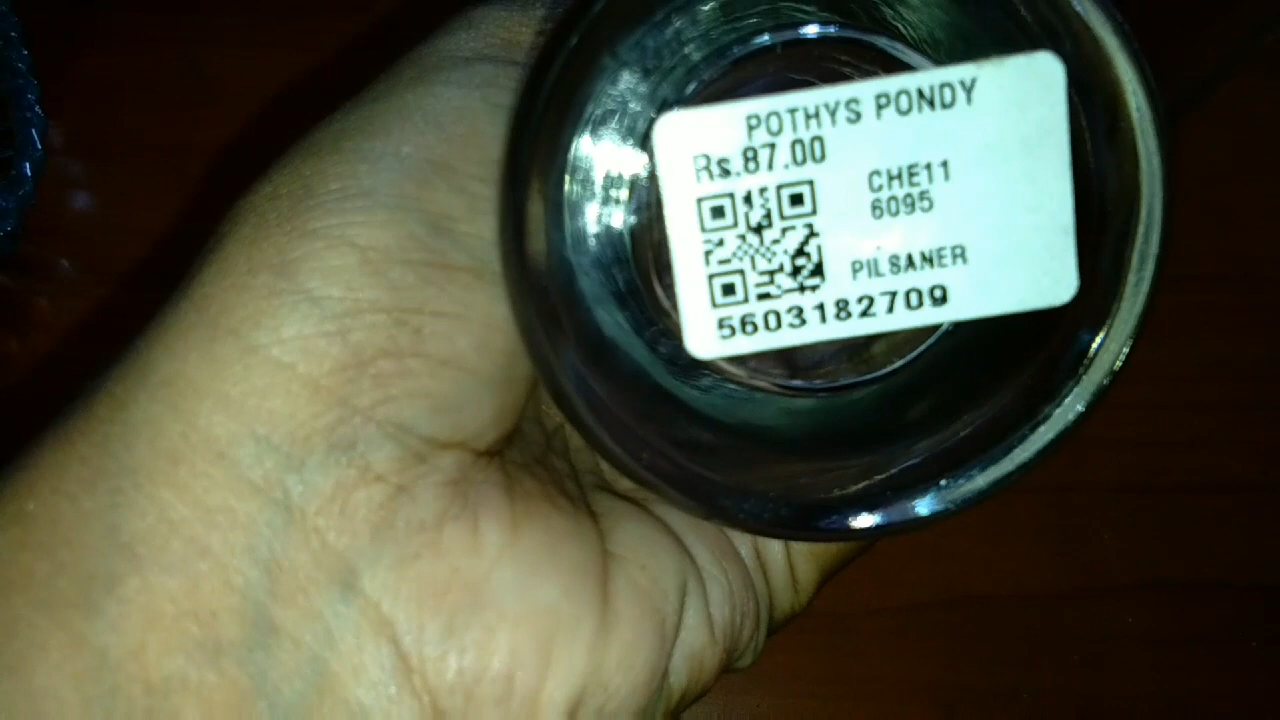 POTHYS PONDY
Rs.87.00
CHE11
6095
PILSANER
5603182709